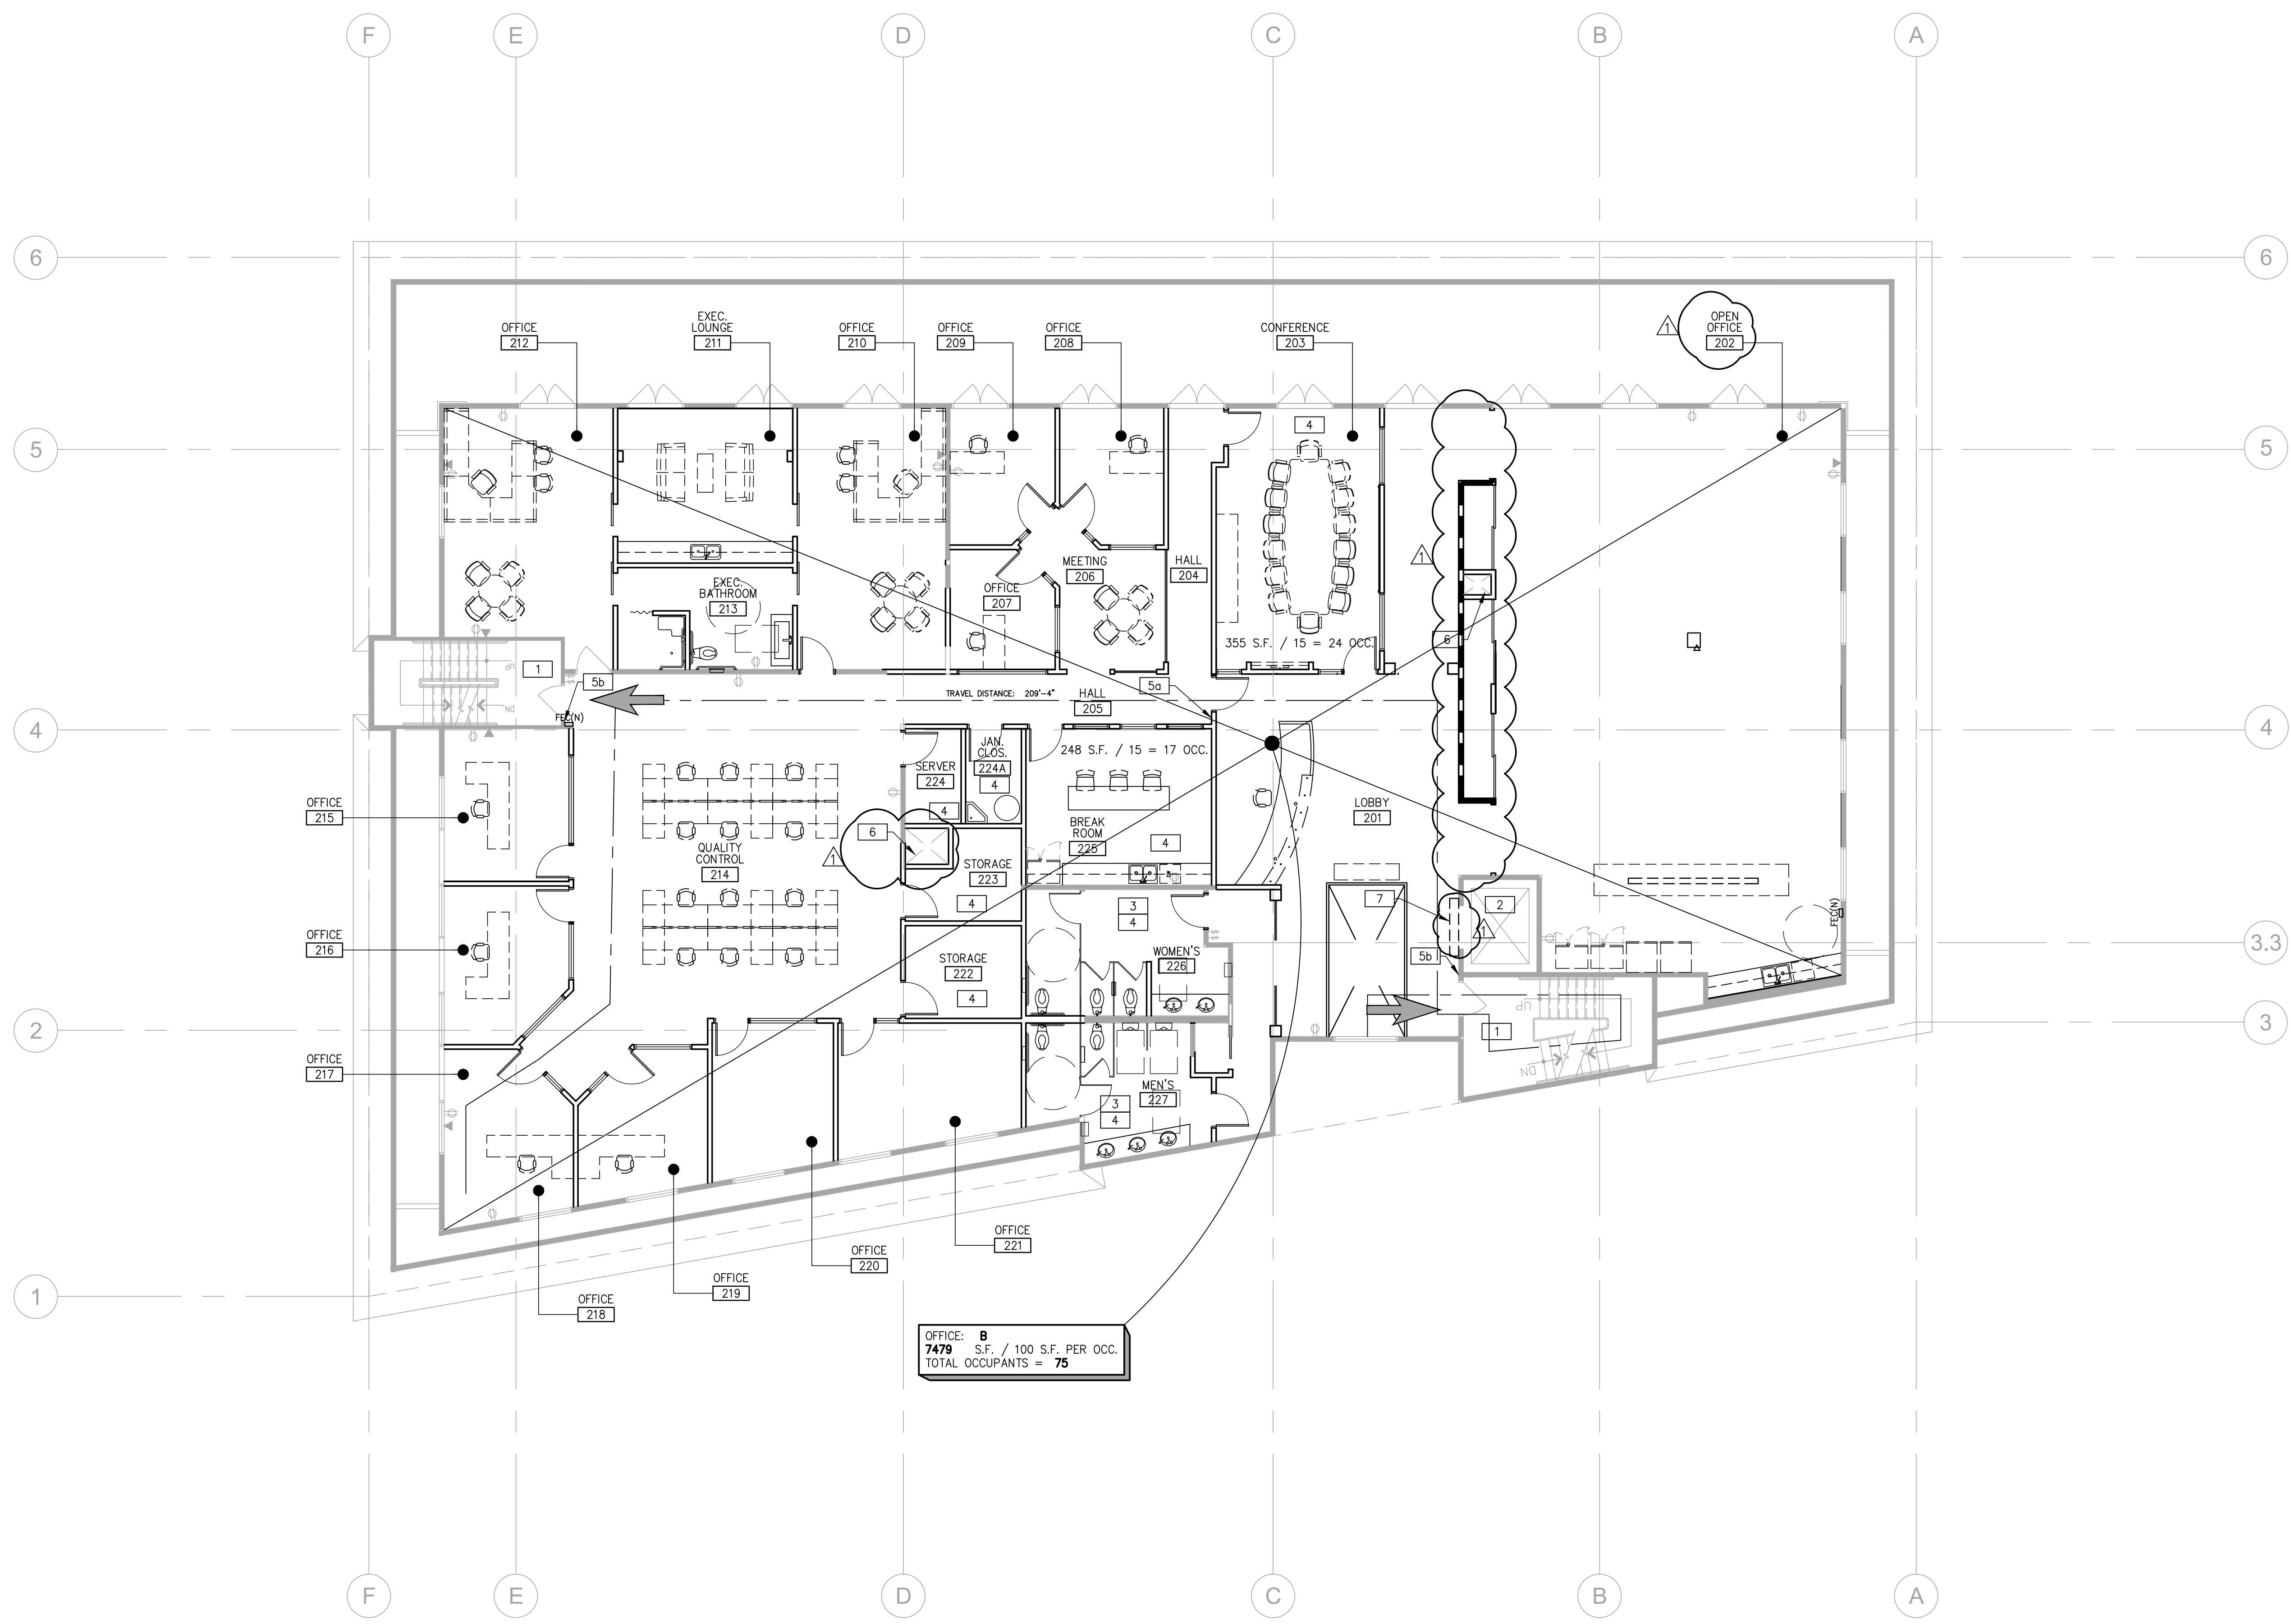 F
E
D
C
B
A
6
6
OFFICE
212
EXEC.
LOUNGE
211
OFFICE
210
OFFICE
209
OFFICE
208
CONFERENCE
203
1
OPEN
OFFICE
202
5
5
4
1
MEETING
206
HALL
204
OFFICE
207
EXEC.
BATHROOM
213
355 S.F. / 15 = 24 OCC.
6
UP
1
5b
DN
FEC(N)
TRAVEL DISTANCE: 209'-4"
HALL
205
5a
4
4
JAN.
CLOS.
224A
4
SERVER
224
4
248 S.F. / 15 = 17 OCC.
LOBBY
201
OFFICE
215
BREAK
ROOM
225
4
6
1
QUALITY
CONTROL
214
STORAGE
223
4
3
4
7
2
1
FEC(N)
OFFICE
216
STORAGE
222
4
WOMEN'S
226
5b
3.3
2
UP
1
DN
3
OFFICE
217
MEN'S
227
3
4
OFFICE
221
OFFICE
220
OFFICE
219
OFFICE
218
1
OFFICE: B
7479 S.F. / 100 S.F. PER OCC.
TOTAL OCCUPANTS = 75
F
E
D
C
B
A